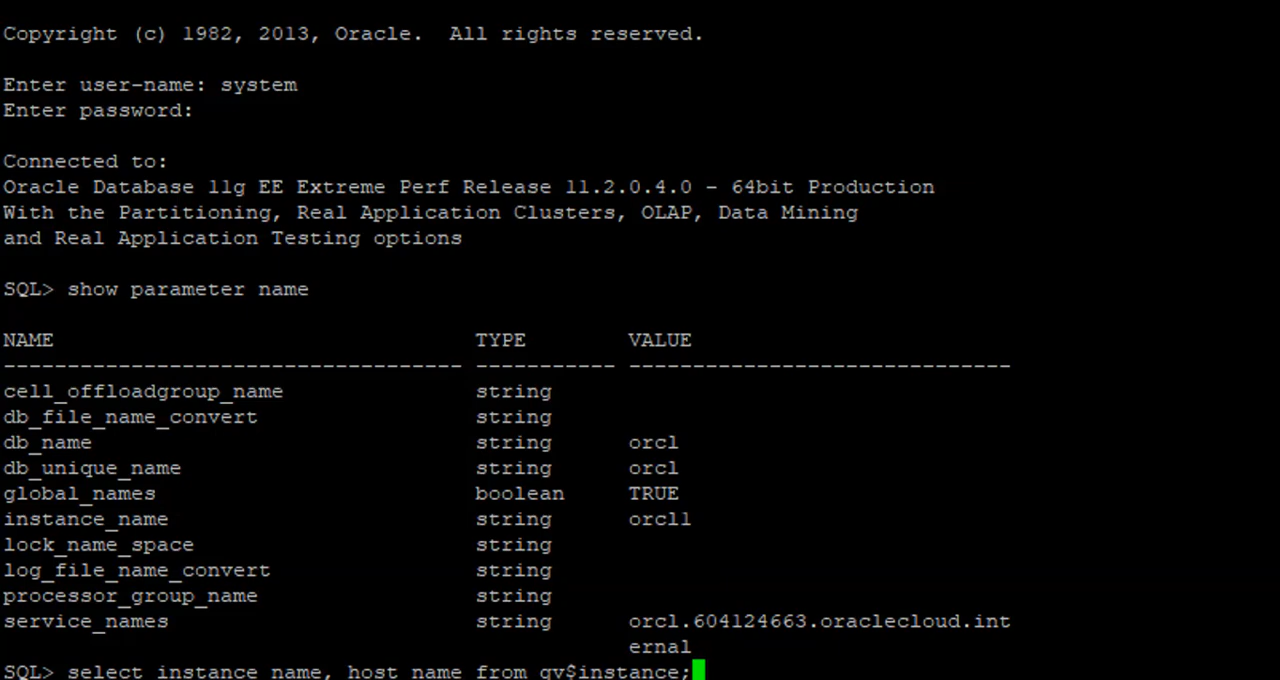 Copyright (c) 1982, 2013, Oracle.  All rights reserved.
Enter user-name: system
Enter password:
Connected to:
Oracle Database 11g EE Extreme Perf Release 11.2.0.4.0 - 64bit Production
With the Partitioning, Real Application Clusters, OLAP, Data Mining
and Real Application Testing options
SQL> show parameter name
NAME                                 TYPE        VALUE
------------------------------------ ----------- ------------------------------
cell_offloadgroup_name               string
db_file_name_convert                 string
db_name                              string      orcl
db_unique_name                       string      orcl
global_names                         boolean     TRUE
instance_name                        string      orcl1
lock_name_space                      string
log_file_name_convert                string
processor_group_name                 string
service_names                        string      orcl.604124663.oraclecloud.int
                                                 ernal
SQL> select instance_name, host_name from gv$instance;